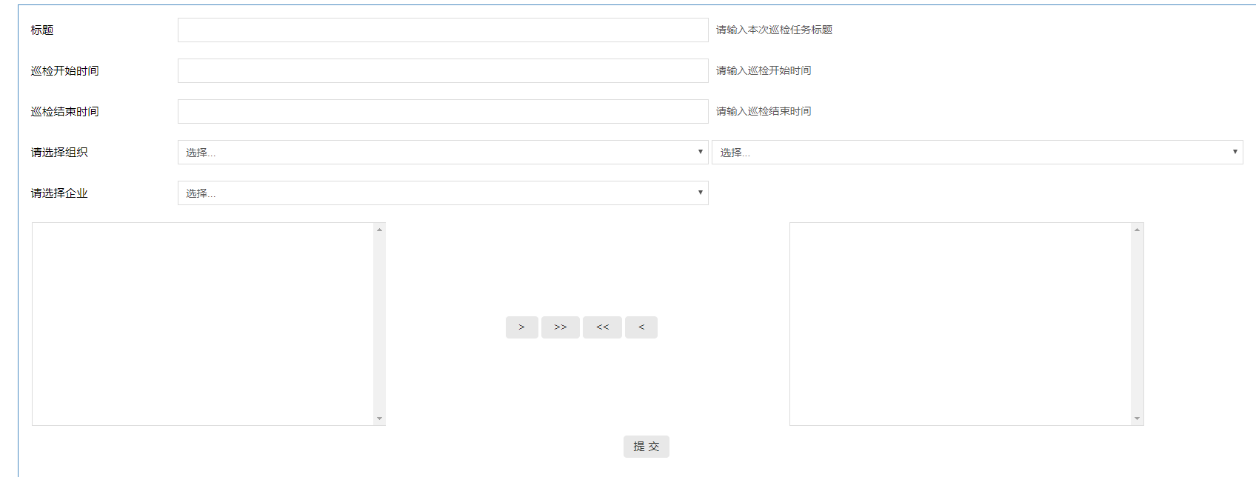 标题 请输入本次巡检任务标题
巡检开始时间 请输入巡检开始时间
巡检结束时间 请输入巡检结束时间
请选择组织 选择... 选择...
请选择企业 选择...
> >> << <
提 交